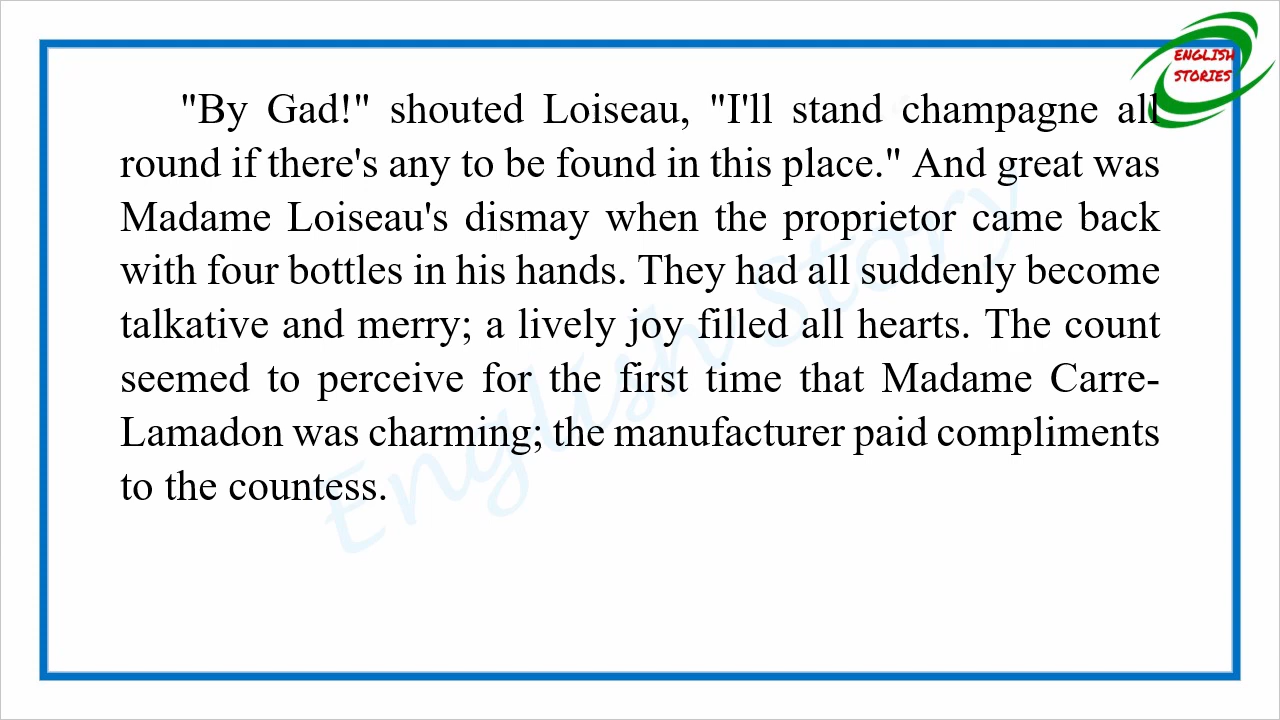 ENGLISH
STORIES
"By Gad!" shouted Loiseau, "I'll stand champagne all
round if there's any to be found in this place." And great was
Madame Loiseau's dismay when the proprietor came back
with four bottles in his hands. They had all suddenly become
talkative and merry; a lively joy filled all hearts. The count
seemed to perceive for the first time that Madame Carre-
Lamadon was charming; the manufacturer paid compliments
to the countess.
English Story